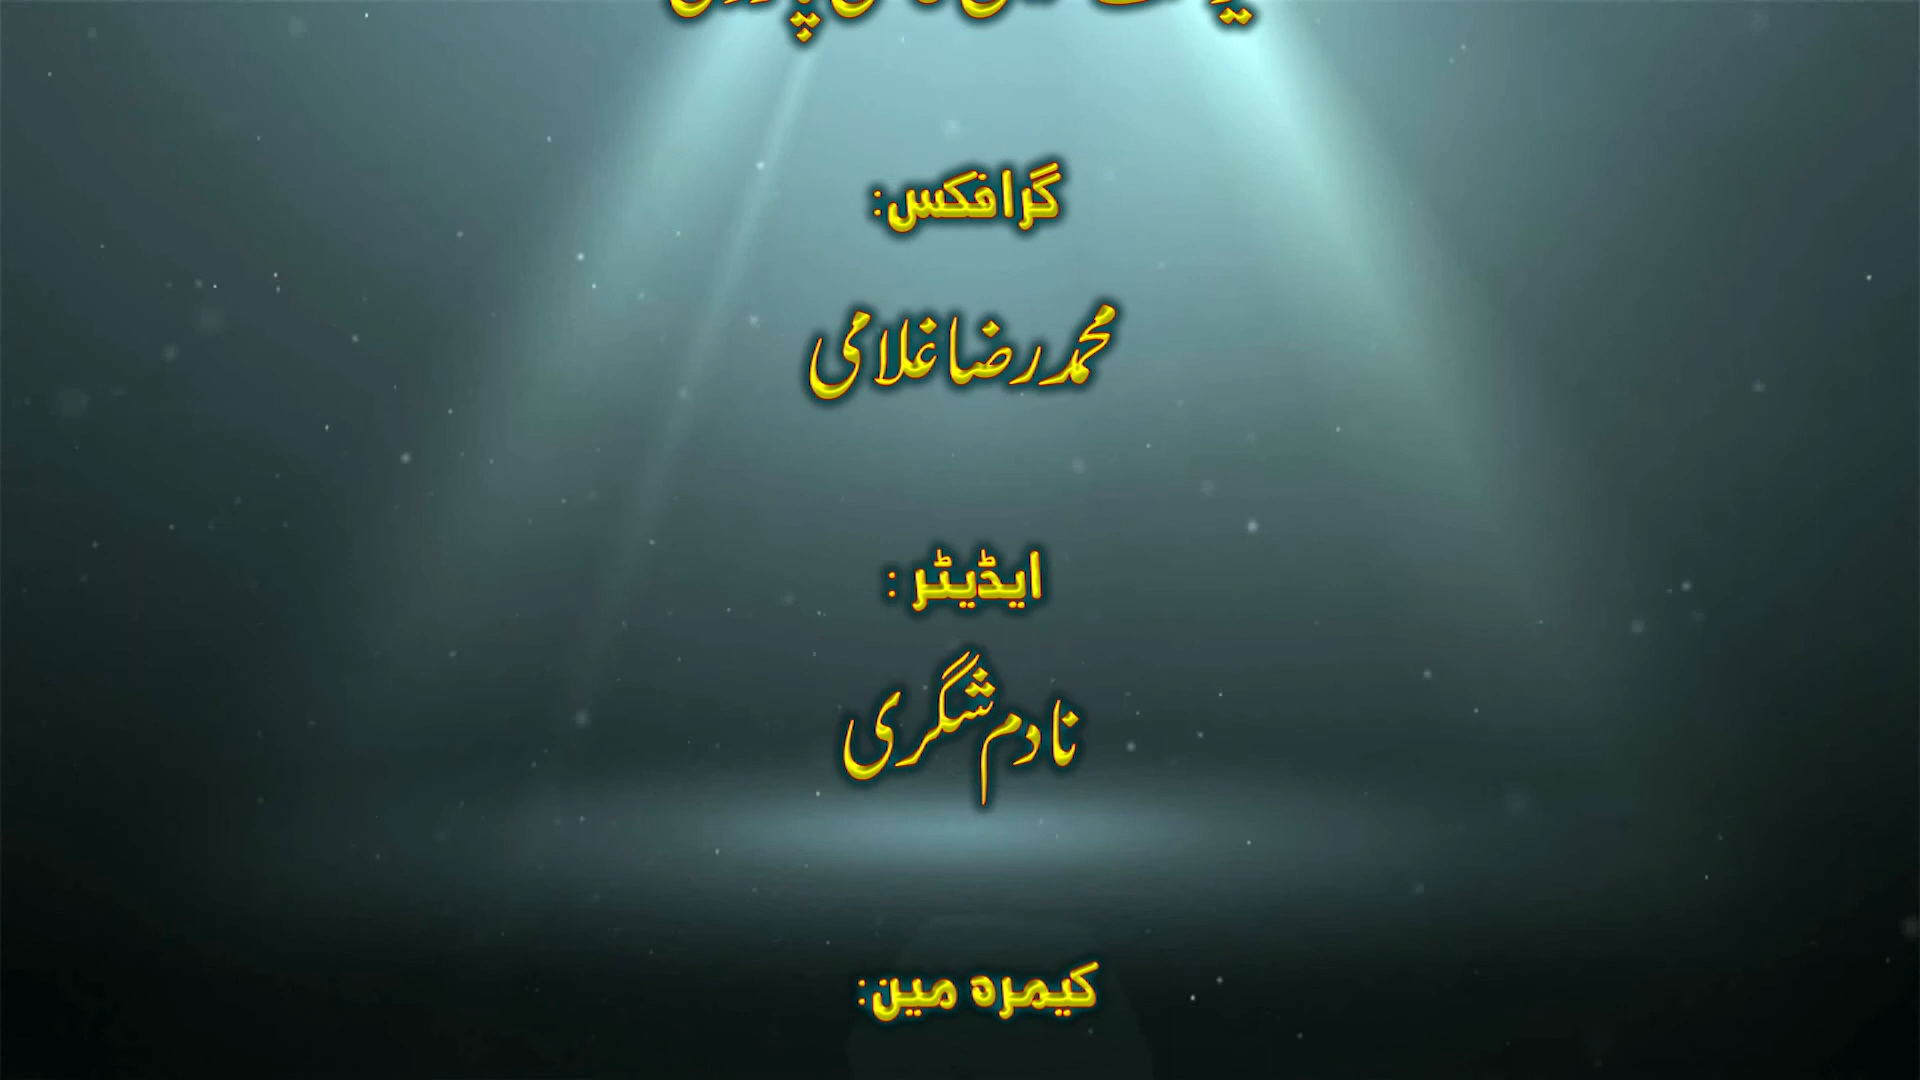 گرافکس:
محمد رضا غلامی
ایڈیٹر :
نادم شگری
کیمرہ مین: